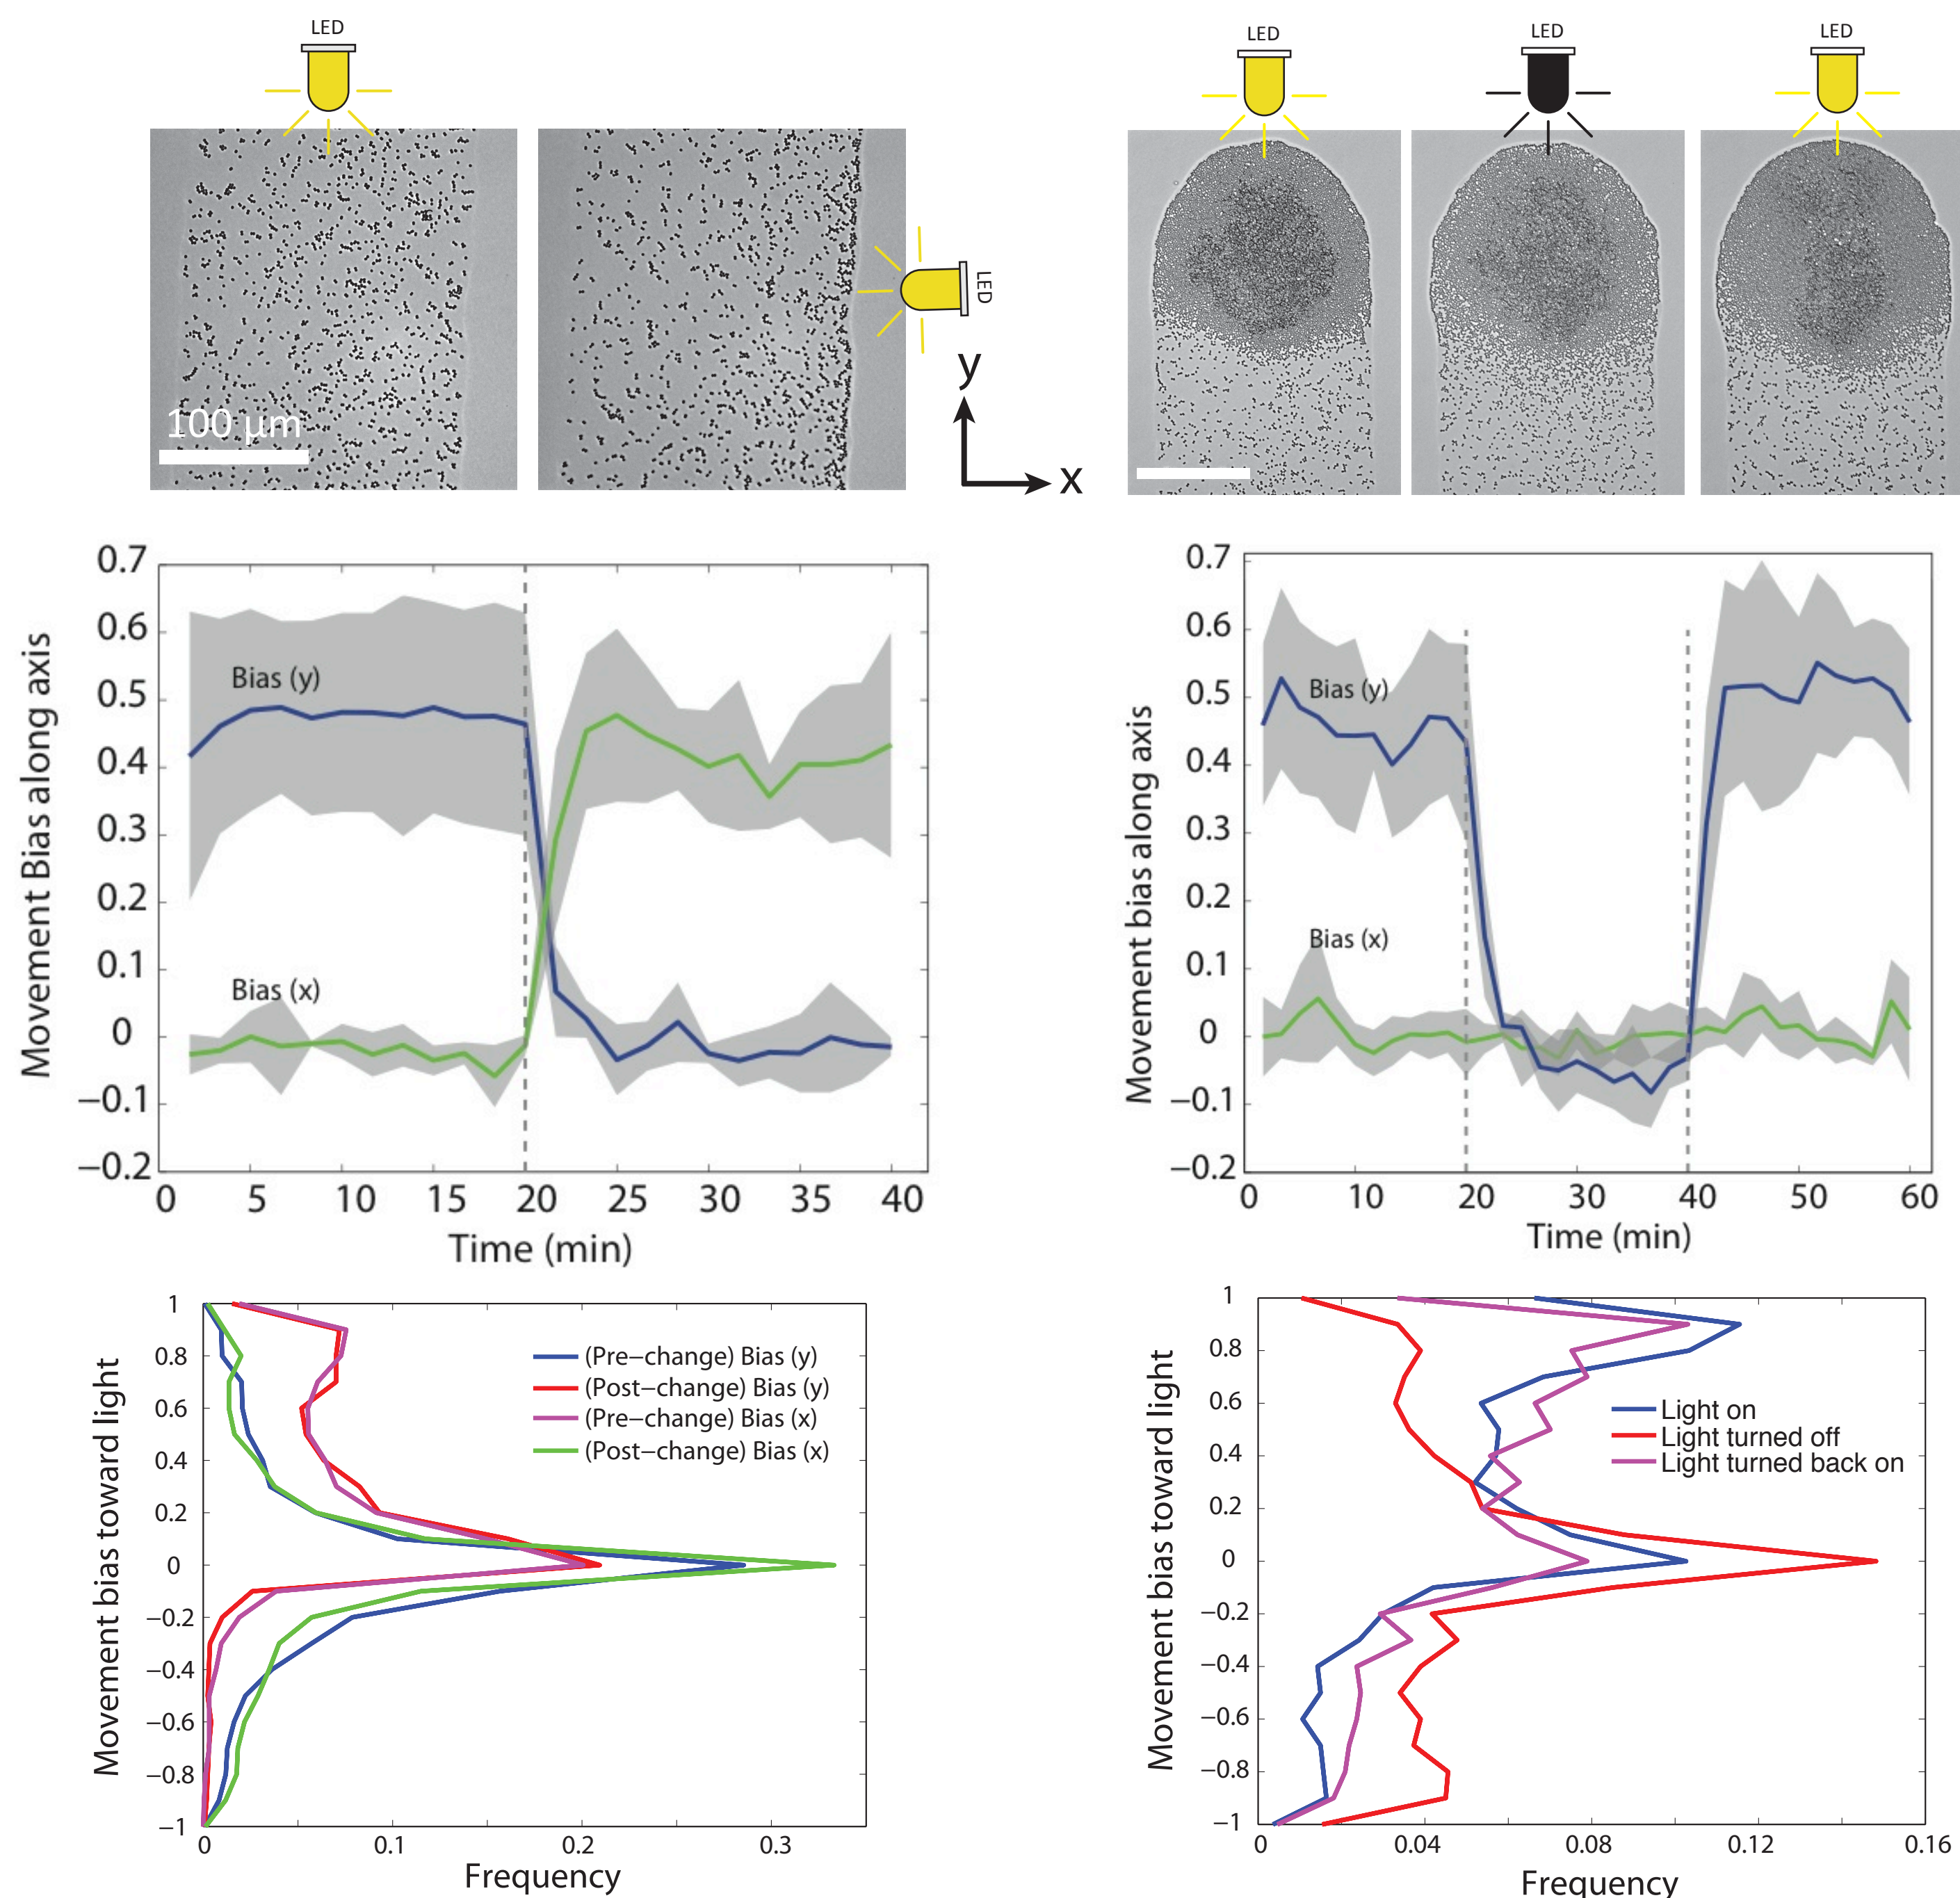 LED
LED
100 μm
y
x
LED
LED
LED
Movement Bias along axis
0.7
0.6
0.5
0.4
0.3
0.2
0.1
0
−0.1
−0.2
Bias (y)
Bias (x)
0 5 10 15 20 25 30 35 40
Time (min)
Movement bias along axis
0.7
0.6
0.5
0.4
0.3
0.2
0.1
0
−0.1
−0.2
Bias (y)
Bias (x)
0 10 20 30 40 50 60
Time (min)
Movement bias toward light
1
0.8
0.6
0.4
0.2
0
−0.2
−0.4
−0.6
−0.8
−1
(Pre−change) Bias (y)
(Post−change) Bias (y)
(Pre−change) Bias (x)
(Post−change) Bias (x)
0 0.1 0.2 0.3
Frequency
Movement bias toward light
1
0.8
0.6
0.4
0.2
0
−0.2
−0.4
−0.6
−0.8
−1
Light on
Light turned off
Light turned back on
0 0.04 0.08 0.12 0.16
Frequency